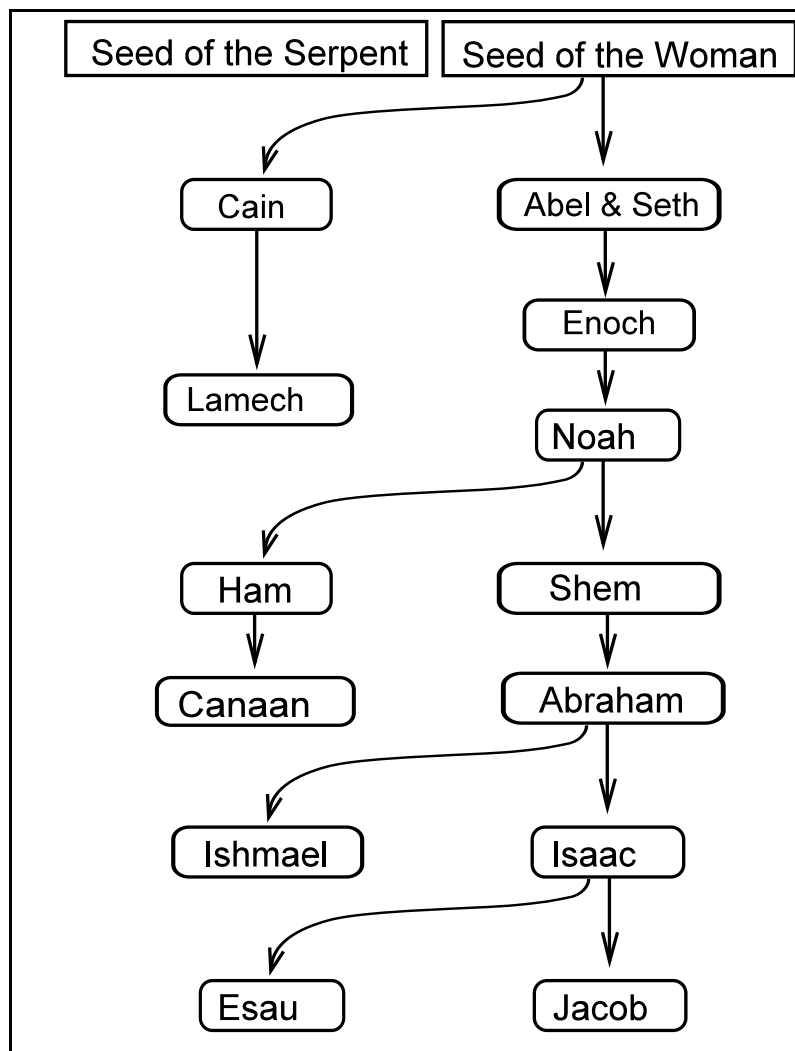 Seed of the Serpent
Seed of the Woman
Cain
Abel & Seth
Enoch
Lamech
Noah
Ham
Shem
Canaan
Abraham
Ishmael
Isaac
Esau
Jacob